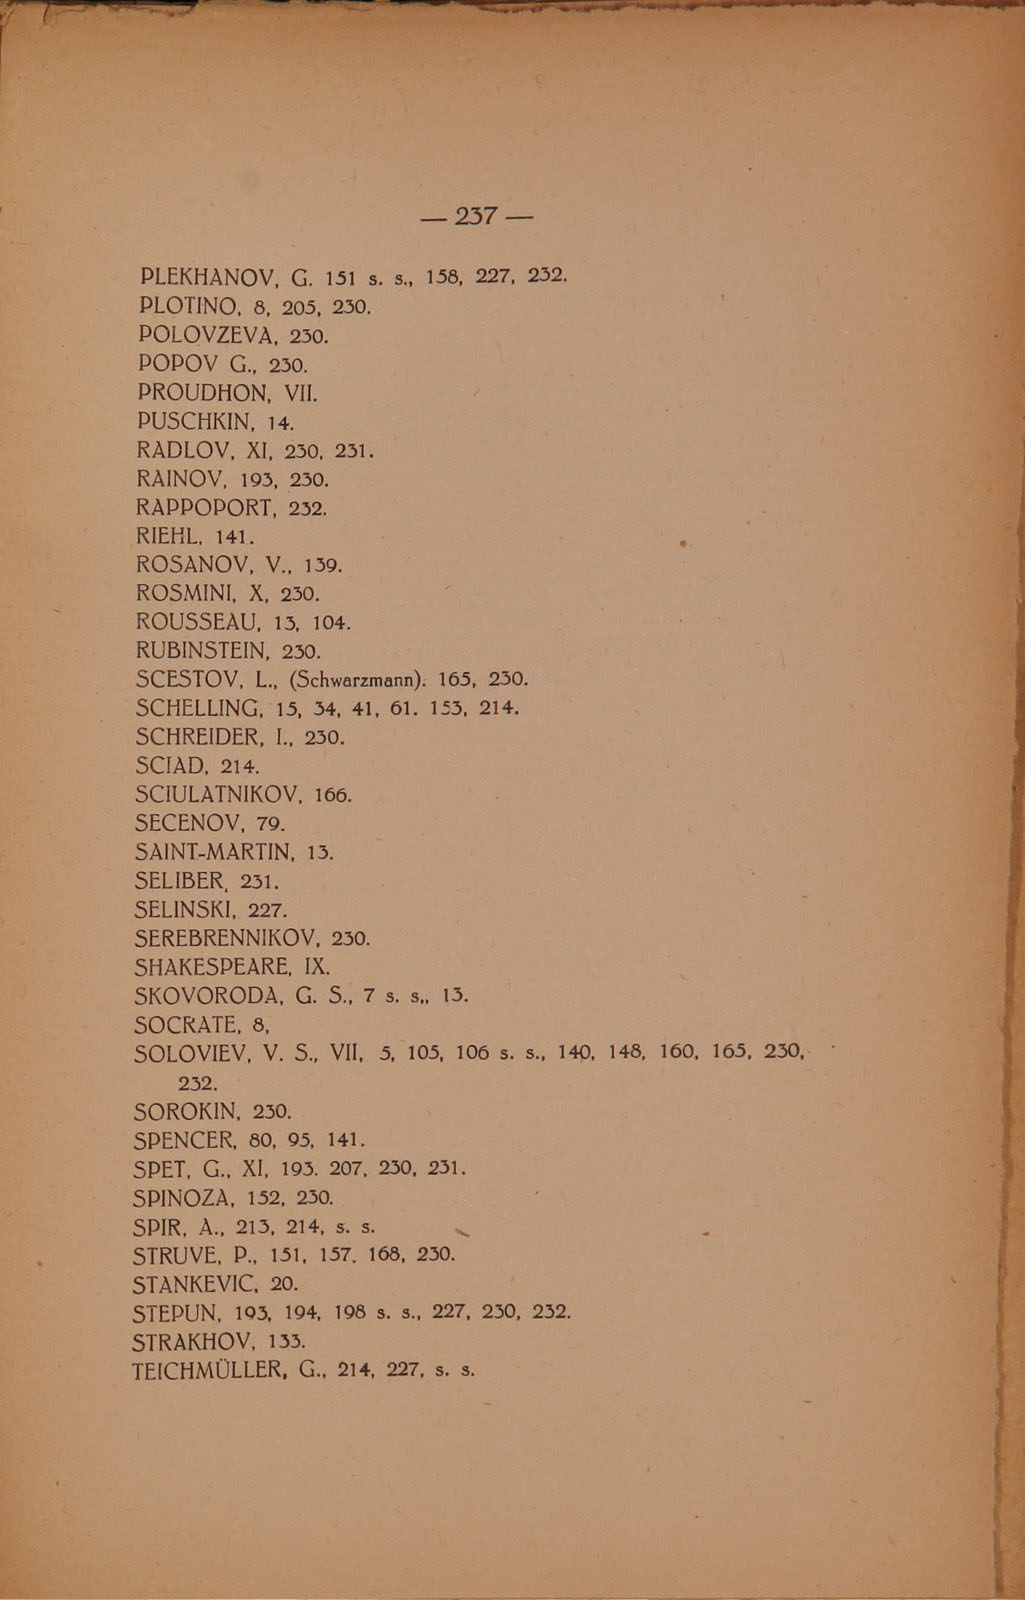 — 237 —
PLEKHANOV, G. 151 s. s., 158, 227, 232.
PLOTINO, 8, 205, 230.
POLOVZEVA, 230.
POPOV G., 230.
PROUDHON, VII.
PUSCHKIN, 14.
RADLOV, XI, 230, 231.
RAINOV, 193, 230.
RAPPOPORT, 232.
RIEHL, 141.
ROSANOV, V., 139.
ROSMINI, X, 230.
ROUSSEAU, 13, 104.
RUBINSTEIN, 230.
SCESTOV, L., (Schwarzmann). 165, 230.
SCHELLING, 15, 34, 41, 61. 153, 214.
SCHREIDER, I., 230.
SCIAD, 214.
SCIULATNIKOV, 166.
SECENOV, 79.
SAINT-MARTIN, 13.
SELIBER, 231.
SELINSKI, 227.
SEREBRENNIKOV, 230.
SHAKESPEARE, IX.
SKOVORODA, G. S., 7 s. s,, 13.
SOCRATE, 8,
SOLOVIEV, V. S., VII, 5, 105, 106 s. s., 140, 148, 160, 165, 230,
232.
SOROKIN, 230.
SPENCER, 80, 95, 141.
SPET, G., XI, 193. 207, 230, 231.
SPINOZA, 152, 230.
SPIR, A., 213, 214, s. s.
STRUVE, P., 151, 157, 168, 230.
STANKEVIC, 20.
STEPUN, 193, 194, 198 s. s., 227, 230, 232.
STRAKHOV, 133.
TEICHMÜLLER, G., 214, 227, s. s.